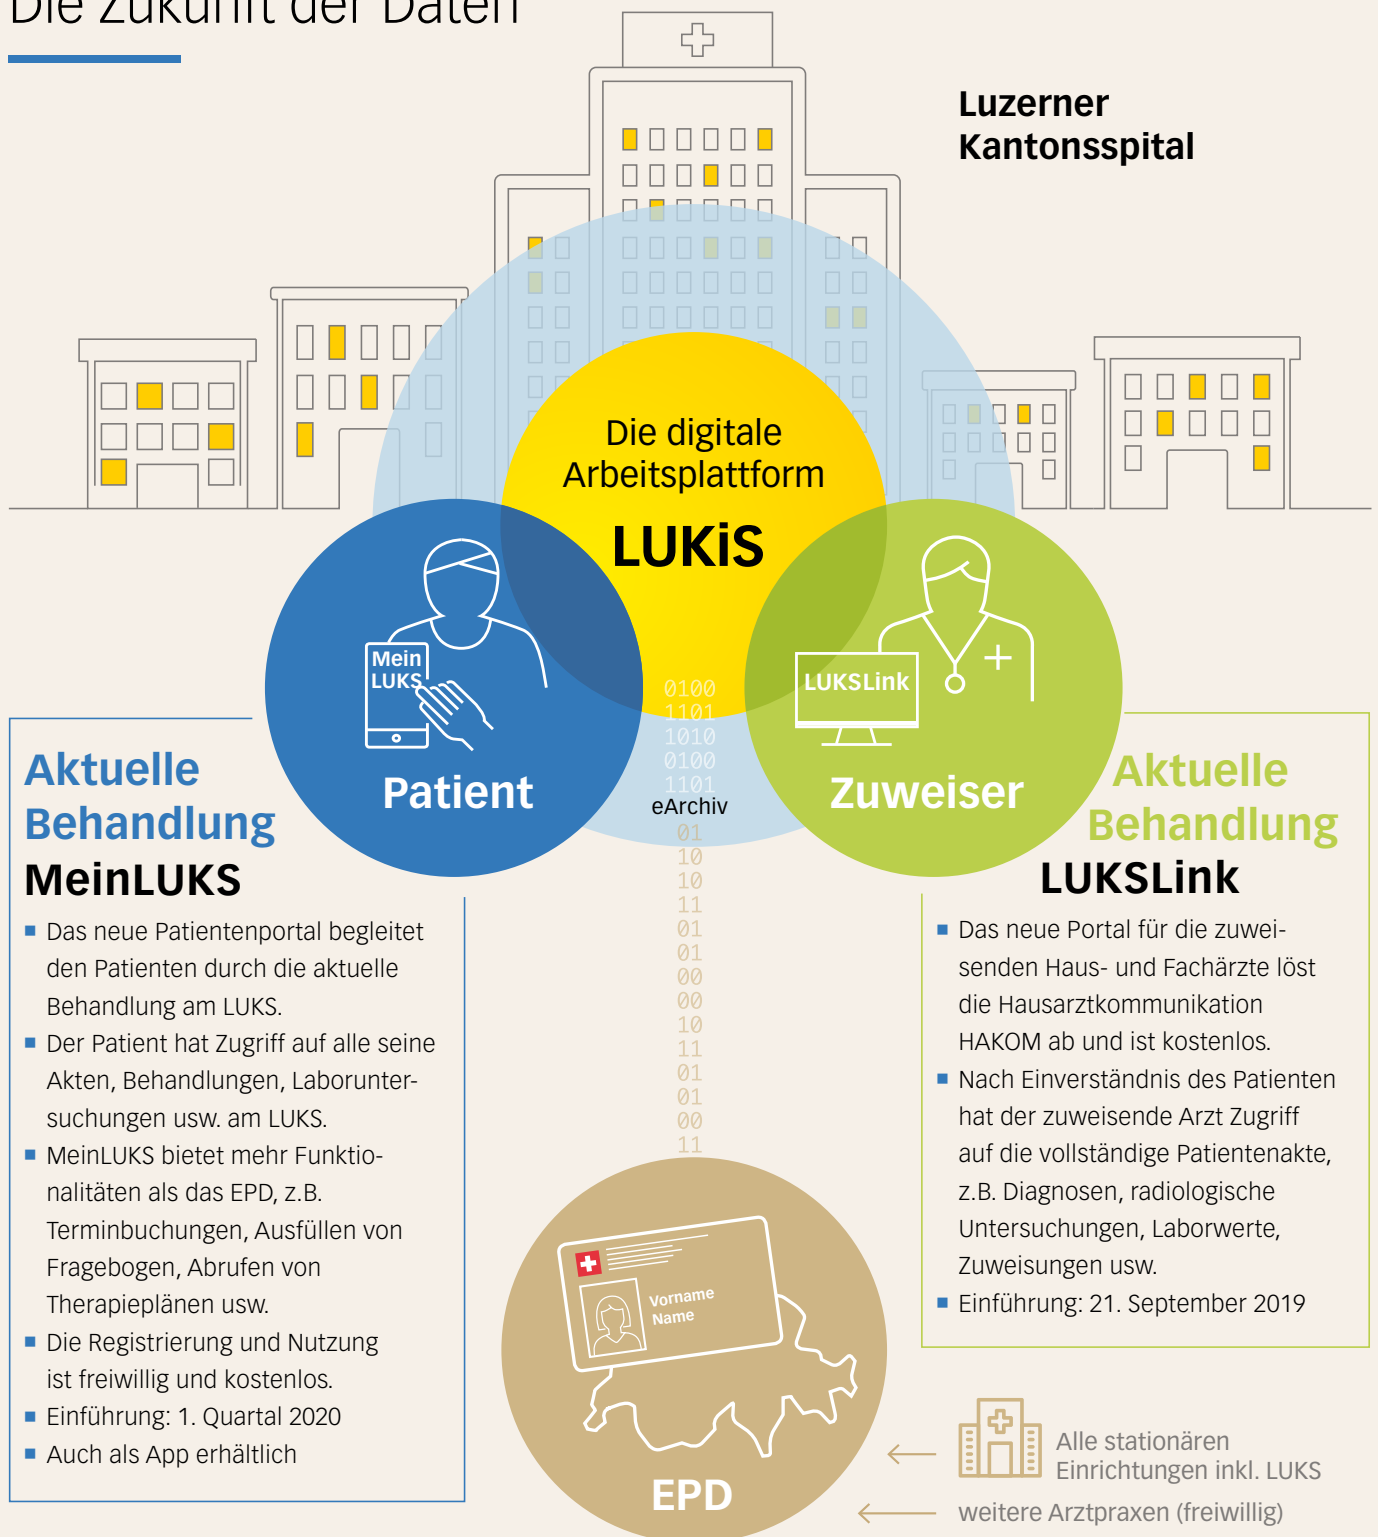 Die Zukunft der Daten
Luzerner
Kantonsspital
Die digitale
Arbeitsplattform
LUKiS
Mein
LUKS
Patient
LUKSLink
Zuweiser
0100
1101
1010
0100
1101
eArchiv
01
10
10
11
01
01
00
00
10
11
01
01
00
11
Aktuelle
Behandlung
MeinLUKS
▪ Das neue Patientenportal begleitet
den Patienten durch die aktuelle
Behandlung am LUKS.
▪ Der Patient hat Zugriff auf alle seine
Akten, Behandlungen, Laborunter-
suchungen usw. am LUKS.
▪ MeinLUKS bietet mehr Funktio-
nalitäten als das EPD, z.B.
Terminbuchungen, Ausfüllen von
Fragebogen, Abrufen von
Therapieplänen usw.
▪ Die Registrierung und Nutzung
ist freiwillig und kostenlos.
▪ Einführung: 1. Quartal 2020
▪ Auch als App erhältlich
Aktuelle
Behandlung
LUKSLink
▪ Das neue Portal für die zuwei-
senden Haus- und Fachärzte löst
die Hausarztkommunikation
HAKOM ab und ist kostenlos.
▪ Nach Einverständnis des Patienten
hat der zuweisende Arzt Zugriff
auf die vollständige Patientenakte,
z.B. Diagnosen, radiologische
Untersuchungen, Laborwerte,
Zuweisungen usw.
▪ Einführung: 21. September 2019
Vorname
Name
EPD
Alle stationären
Einrichtungen inkl. LUKS
weitere Arztpraxen (freiwillig)